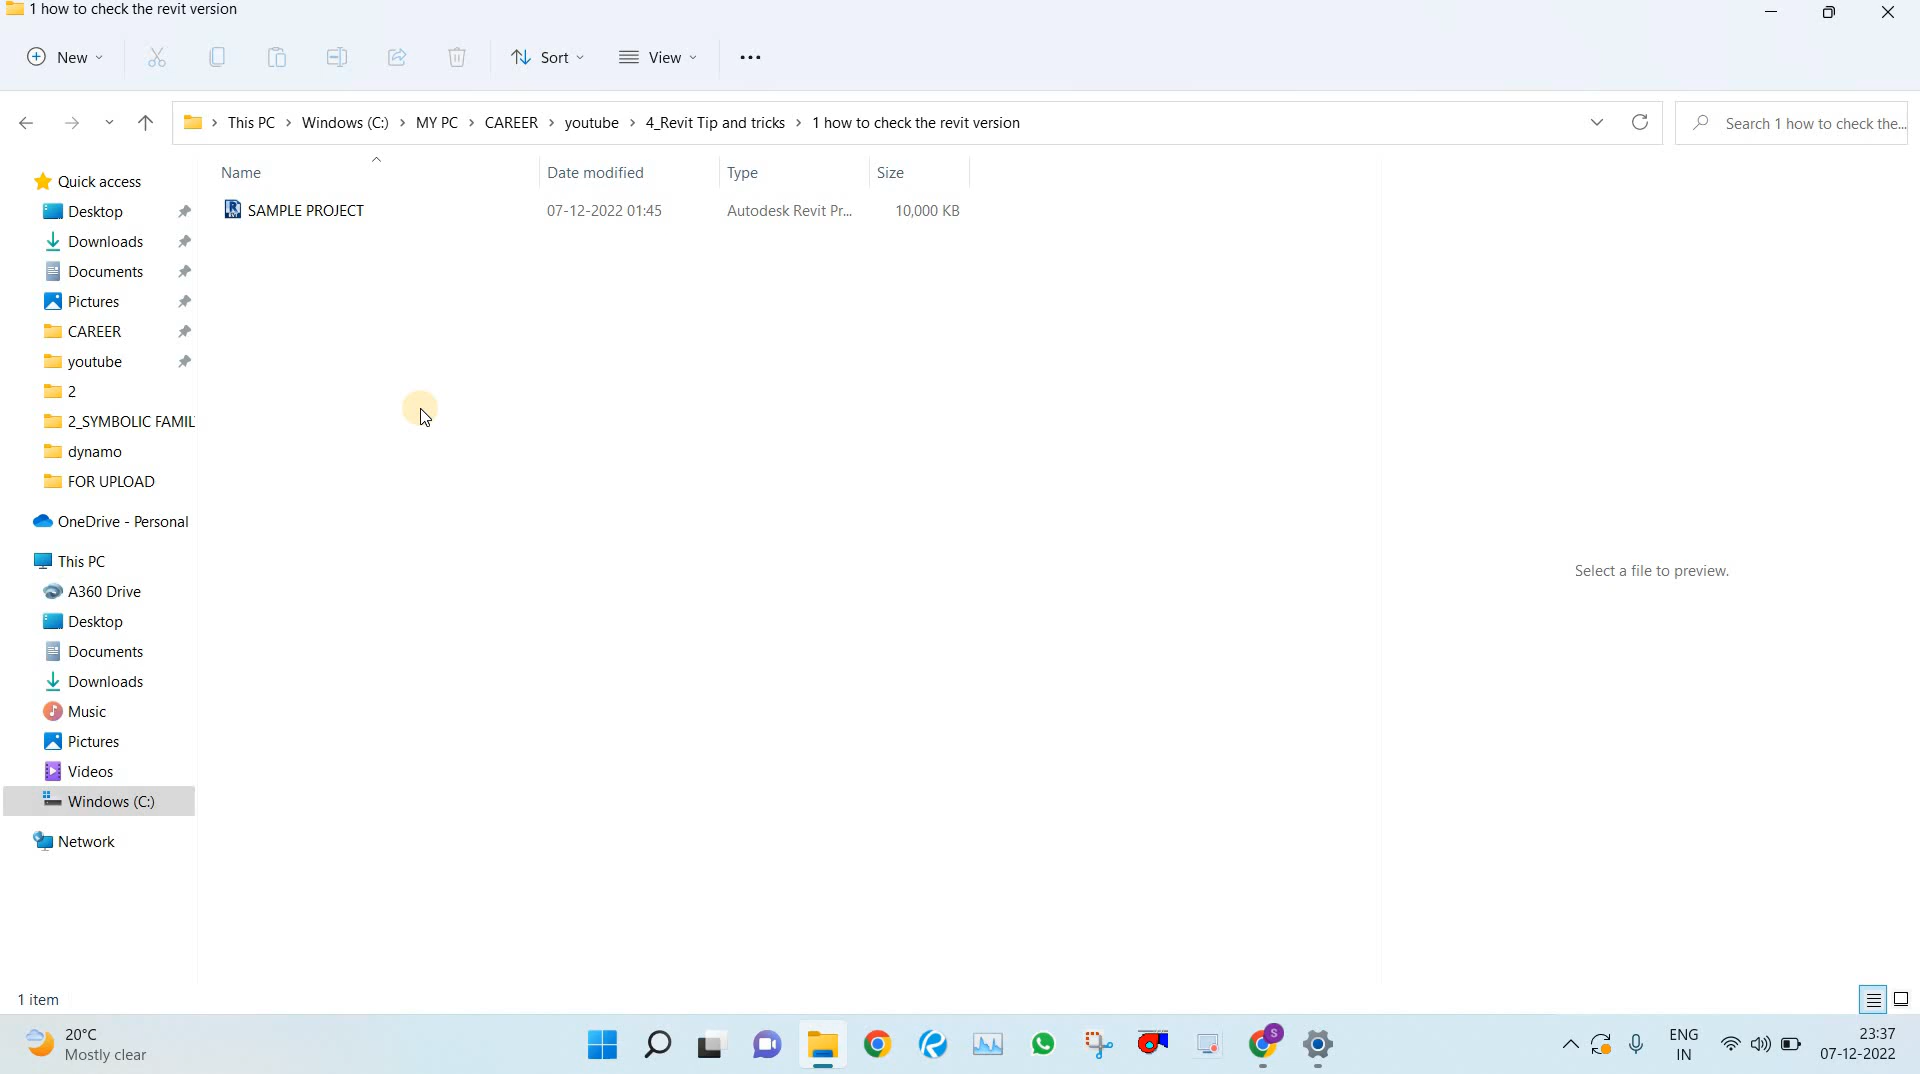 1 how to check the revit version
New Sort View
This PC Windows (C:) MY PC CAREER youtube 4_Revit Tip and tricks 1 how to check the revit version Search 1 how to check the...
Name Date modified Type Size
SAMPLE PROJECT 07-12-2022 01:45 Autodesk Revit Pr... 10,000 KB
Quick access
Desktop
Downloads
Documents
Pictures
CAREER
youtube
2
2_SYMBOLIC FAMIL
dynamo
FOR UPLOAD
OneDrive - Personal
This PC
A360 Drive
Desktop
Documents
Downloads
Music
Pictures
Videos
Windows (C:)
Network
Select a file to preview.
1 item
20°C
Mostly clear
S
ENG
IN
23:37
07-12-2022